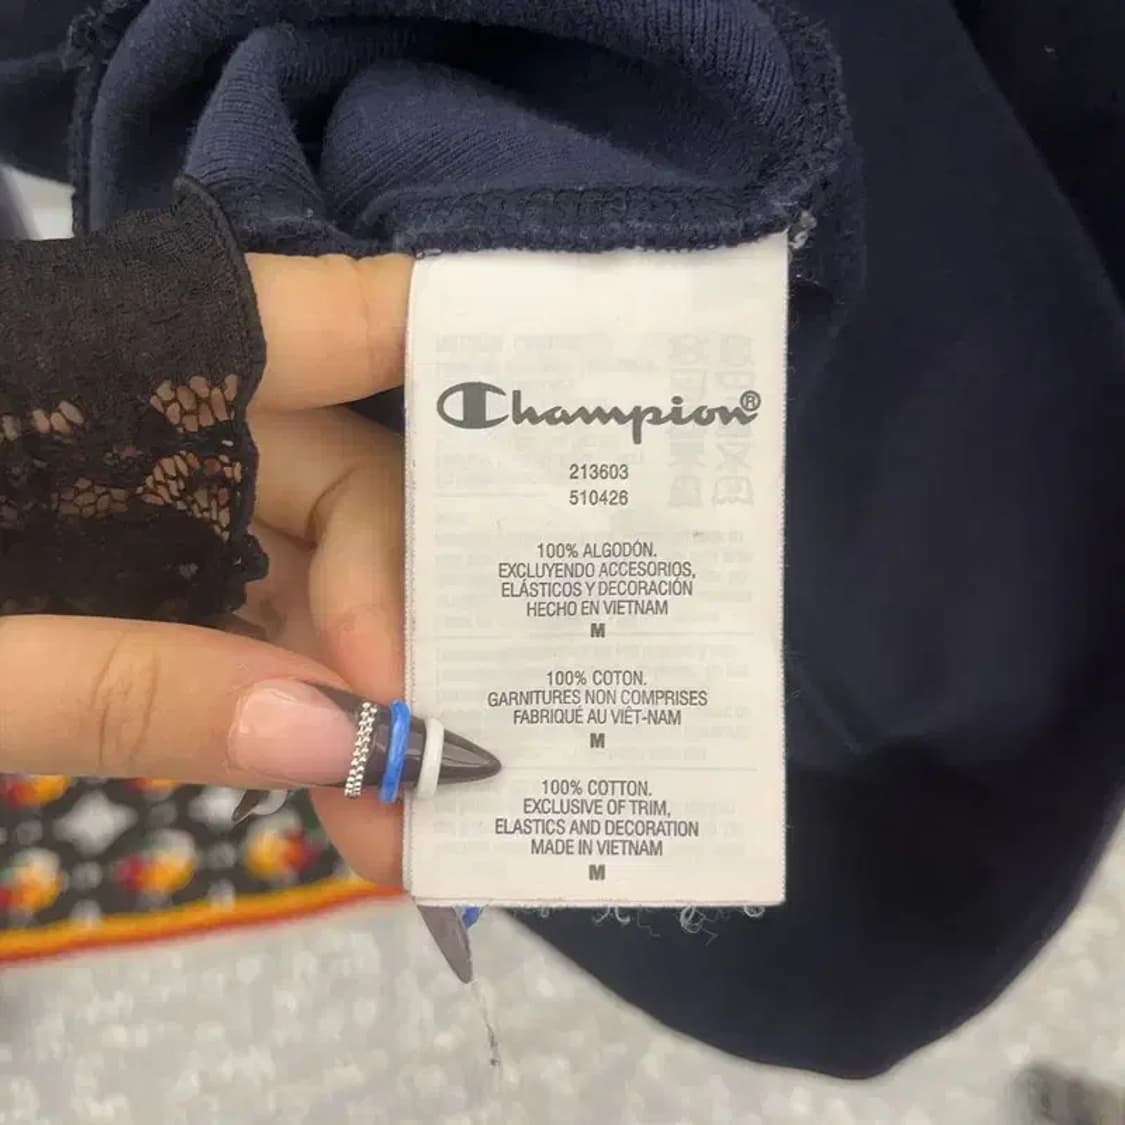 Champion®
213603
510426
100% ALGODÓN.
EXCLUYENDO ACCESORIOS,
ELÁSTICOS Y DECORACIÓN
HECHO EN VIETNAM
M
100% COTON.
GARNITURES NON COMPRISES
FABRIQUÉ AU VIÊT-NAM
M
100% COTTON.
EXCLUSIVE OF TRIM,
ELASTICS AND DECORATION
MADE IN VIETNAM
M